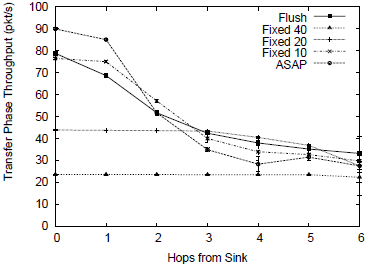 Transfer Phase Throughput (pkt/s)
100
90
80
70
60
50
40
30
20
10
0
Flush
Fixed 40
Fixed 20
Fixed 10
ASAP
0 1 2 3 4 5 6
Hops from Sink